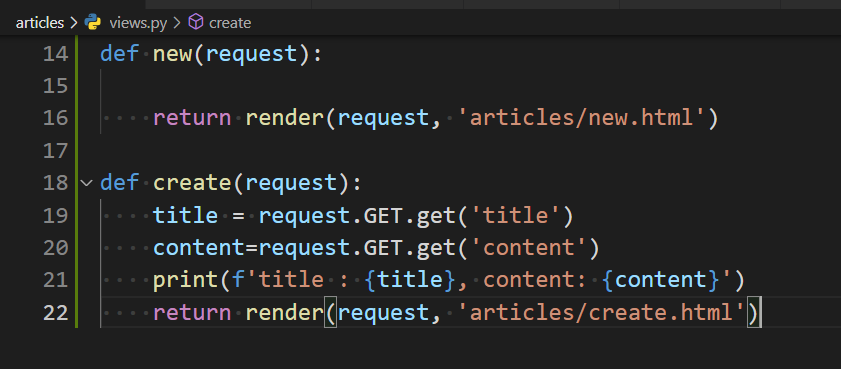 articles > views.py > create
14 def new(request):
15
16     return render(request, 'articles/new.html')
17
18 def create(request):
19     title = request.GET.get('title')
20     content=request.GET.get('content')
21     print(f'title : {title}, content: {content}')
22     return render(request, 'articles/create.html')